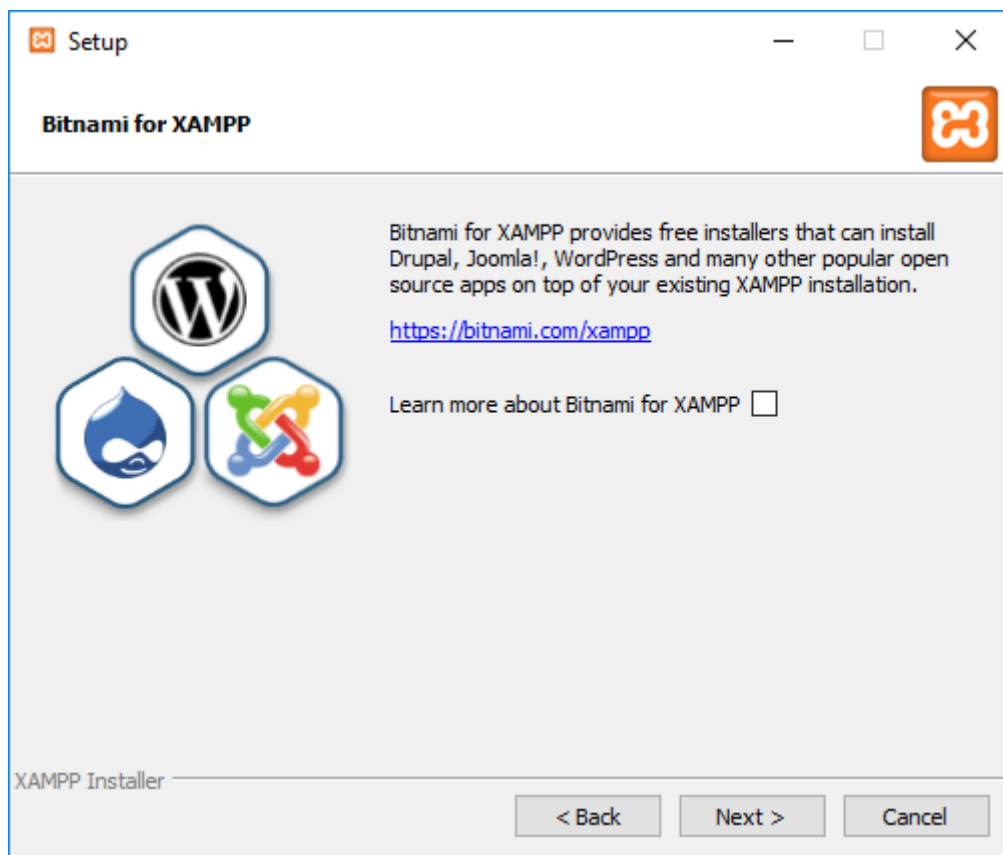 Setup
Bitnami for XAMPP
Bitnami for XAMPP provides free installers that can install
Drupal, Joomla!, WordPress and many other popular open
source apps on top of your existing XAMPP installation.
https://bitnami.com/xampp
Learn more about Bitnami for XAMPP
XAMPP Installer
< Back
Next >
Cancel